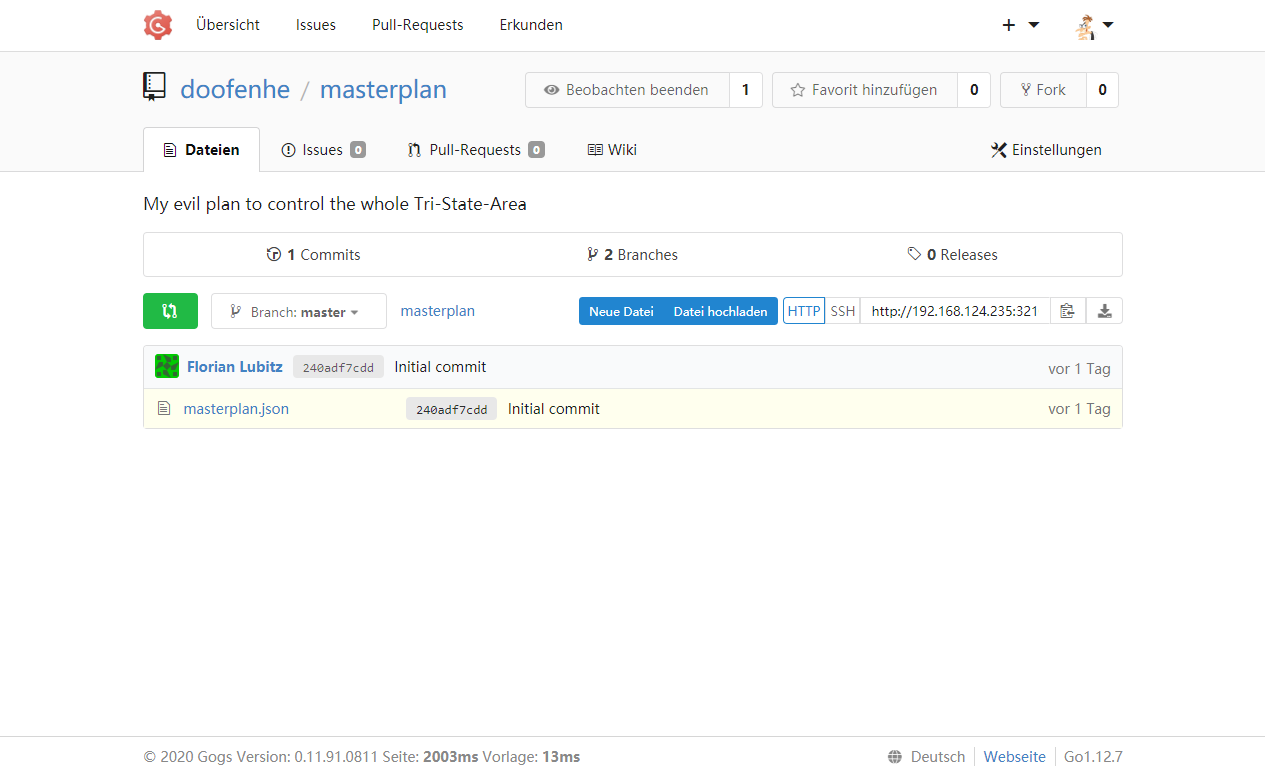 Übersicht Issues Pull-Requests Erkunden
doofenhe / masterplan Beobachten beenden 1 Favorit hinzufügen 0 Fork 0
Dateien Issues 0 Pull-Requests 0 Wiki Einstellungen
My evil plan to control the whole Tri-State-Area
1 Commits 2 Branches 0 Releases
Branch: master masterplan Neue Datei Datei hochladen HTTP SSH http://192.168.124.235:321
Florian Lubitz 240adf7cdd Initial commit vor 1 Tag
masterplan.json 240adf7cdd Initial commit vor 1 Tag
© 2020 Gogs Version: 0.11.91.0811 Seite: 2003ms Vorlage: 13ms Deutsch Webseite Go1.12.7